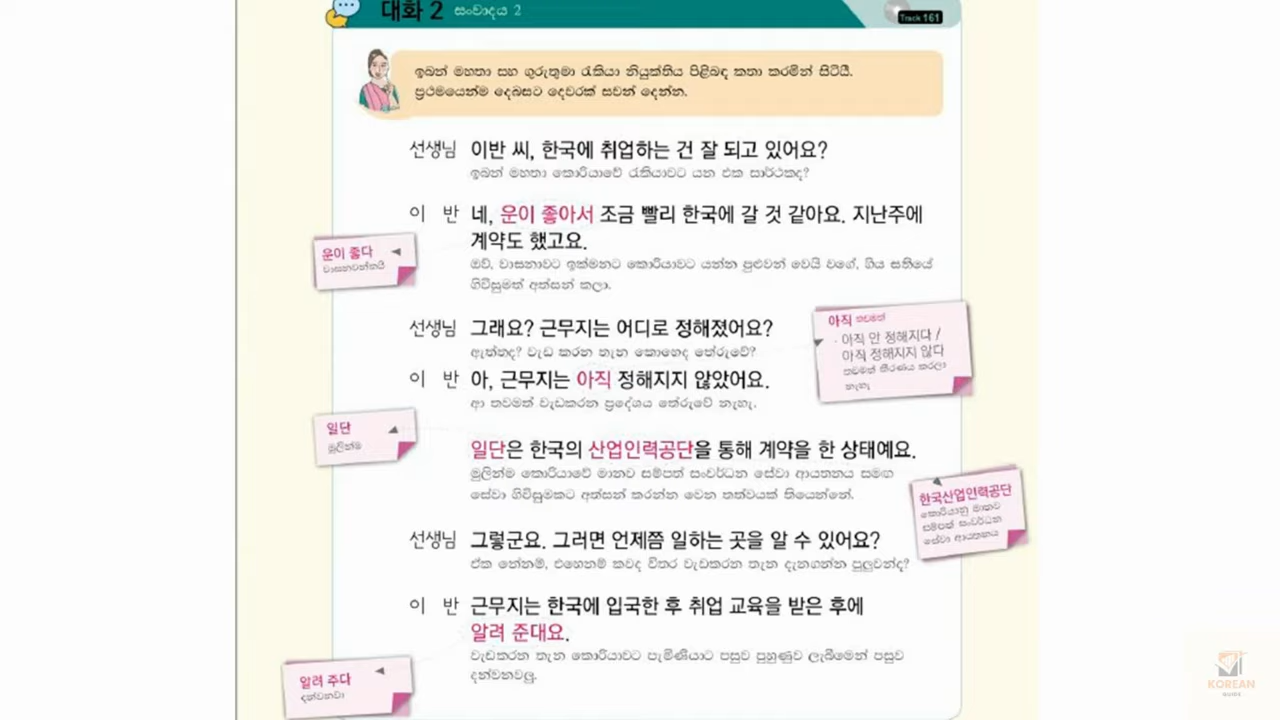 대화 2 සංවාදය 2
Track 161
ඉබන් මහතා සහ ගුරුතුමා රැකියා නියුක්තිය පිළිබඳ කතා කරමින් සිටියී.
ප්‍රථමයෙන්ම දෙබසට දෙවරක් සවන් දෙන්න.
선생님 이반 씨, 한국에 취업하는 건 잘 되고 있어요?
ඉබන් මහතා කොරියාවේ රැකියාවට යන එක සාර්ථකද?
이 반 네, 운이 좋아서 조금 빨리 한국에 갈 것 같아요. 지난주에
계약도 했고요.
ඔව්, වාසනාවට ඉක්මනට කොරියාවට යන්න පුළුවන් වෙයි වගේ, ගිය සතියේ
ගිවිසුමත් අත්සන් කලා.
운이 좋다
වාසනවන්තයි
선생님 그래요? 근무지는 어디로 정해졌어요?
ඇත්තද? වැඩ කරන තැන කොහෙද තේරුවේ?
이 반 아, 근무지는 아직 정해지지 않았어요.
ආ තවමත් වැඩකරන ප්‍රදේශය තේරුවේ නැහැ.
아직 තවමත්
· 아직 안 정해지다 /
아직 정해지지 않다
තවමත් තීරණය කරලා
නැහැ
일단
මුලින්ම
일단은 한국의 산업인력공단을 통해 계약을 한 상태예요.
මුලින්ම කොරියාවේ මානව සම්පත් සංවර්ධන සේවා ආයතනය සමඟ
සේවා ගිවිසුමකට අත්සන් කරන්න වෙන තත්වයක් තියෙන්නේ.
한국산업인력공단
කොරියානු මානව
සම්පත් සංවර්ධන
සේවා ආයතනය
선생님 그렇군요. 그러면 언제쯤 일하는 곳을 알 수 있어요?
ඒක නේනම්, එහෙනම් කවද විතර වැඩකරන තැන දැනගන්න පුලුවන්ද?
이 반 근무지는 한국에 입국한 후 취업 교육을 받은 후에
알려 준대요.
වැඩකරන තැන කොරියාවට පැමිණියාට පසුව පුහුණුව ලැබීමෙන් පසුව
දන්වනවලු.
알려 주다
දන්වනවා
KOREAN
GUIDE